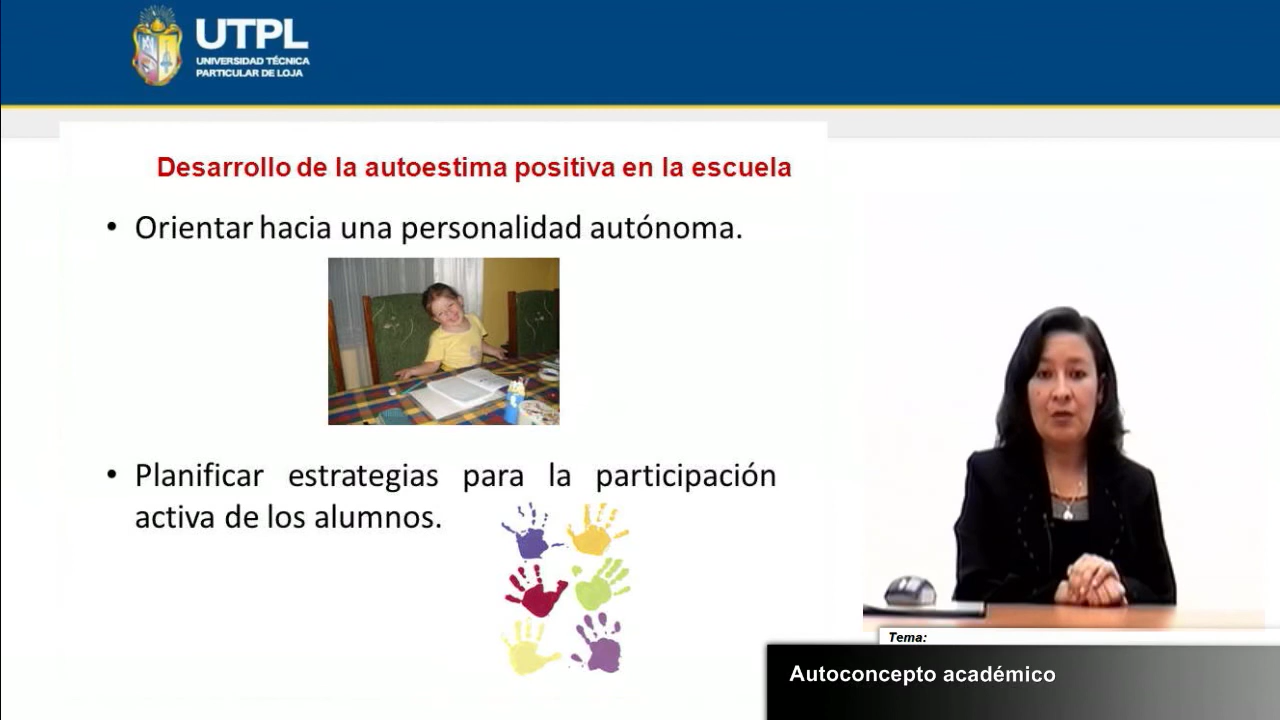 UTPL
UNIVERSIDAD TÉCNICA
PARTICULAR DE LOJA
Desarrollo de la autoestima positiva en la escuela
• Orientar hacia una personalidad autónoma.
• Planificar estrategias para la participación
activa de los alumnos.
Tema:
Autoconcepto académico